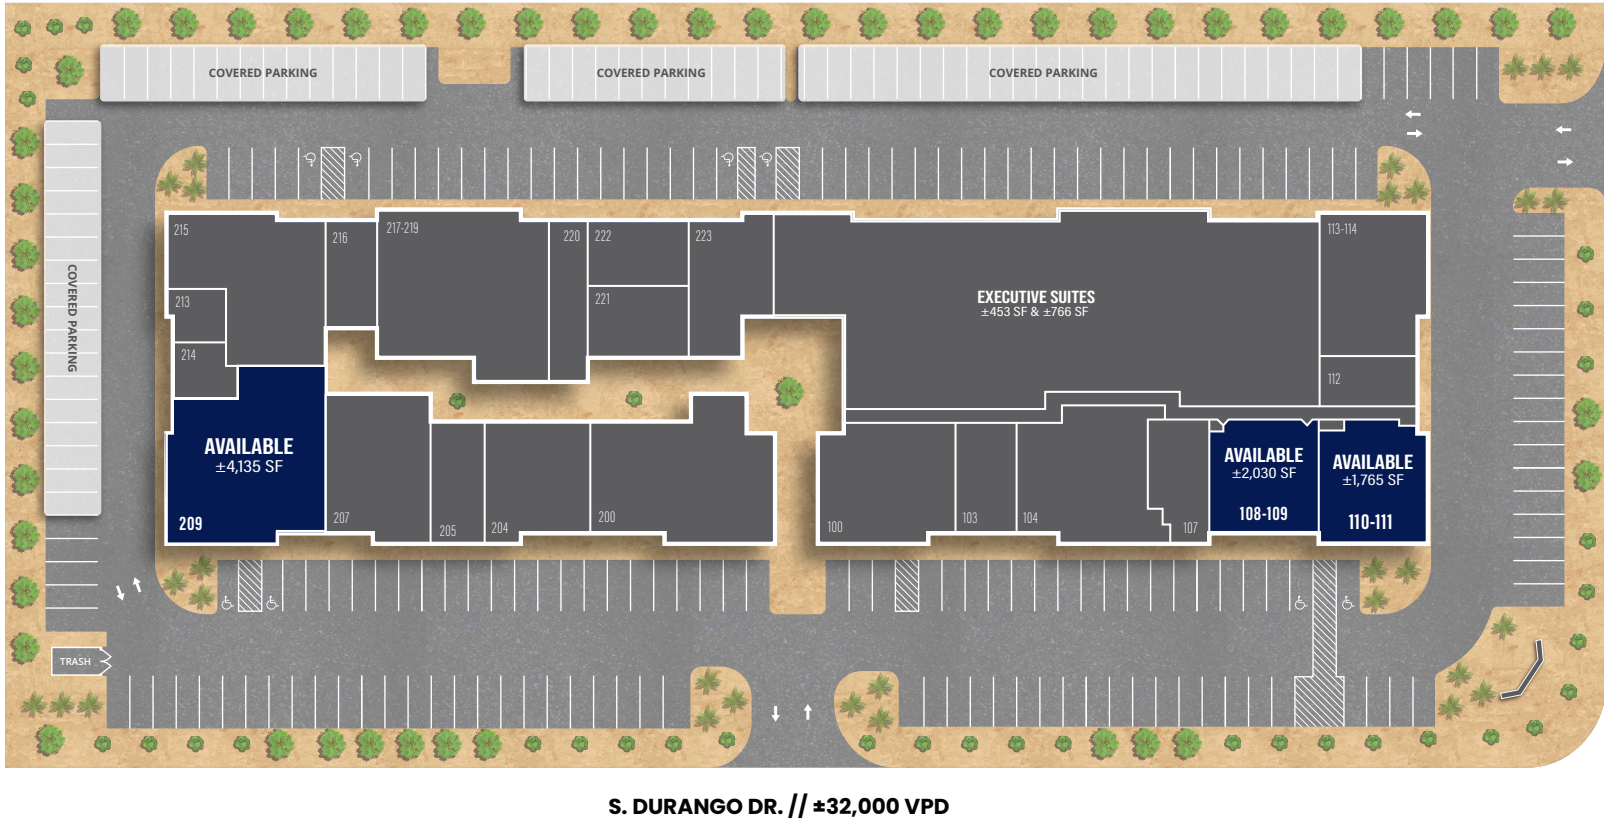 COVERED PARKING
COVERED PARKING
COVERED PARKING
COVERED PARKING
215
216
217-219
220
222
223
113-114
213
221
EXECUTIVE SUITES
±453 SF & ±766 SF
214
112
AVAILABLE
±4,135 SF
209
207
205
204
200
100
103
104
107
AVAILABLE
±2,030 SF
108-109
AVAILABLE
±1,765 SF
110-111
TRASH
S. DURANGO DR. // ±32,000 VPD